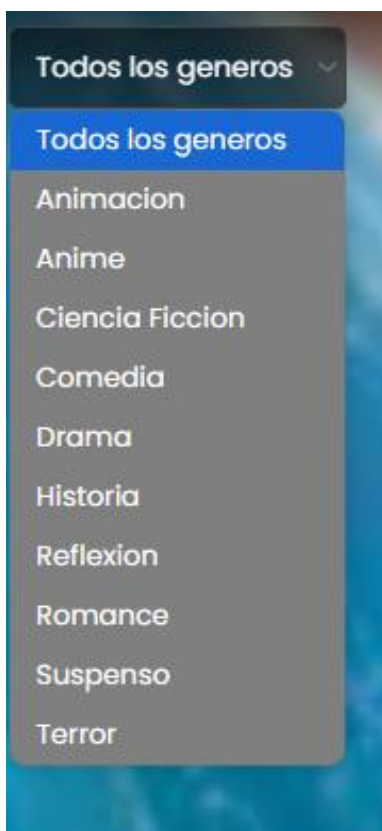 Todos los generos
Todos los generos
Animacion
Anime
Ciencia Ficcion
Comedia
Drama
Historia
Reflexion
Romance
Suspenso
Terror